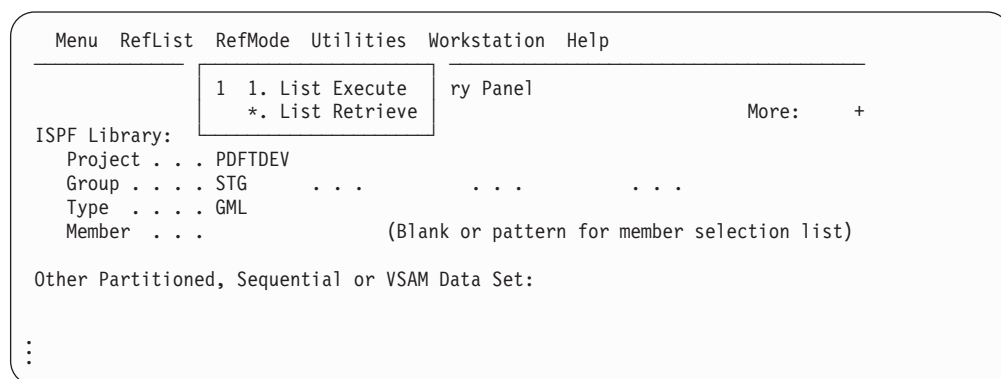 Menu RefList RefMode Utilities Workstation Help
1 1. List Execute ry Panel
*. List Retrieve More: +
ISPF Library:
Project . . . PDFTDEV
Group . . . . STG . . . . . . . . .
Type . . . . GML
Member . . . (Blank or pattern for member selection list)
Other Partitioned, Sequential or VSAM Data Set: